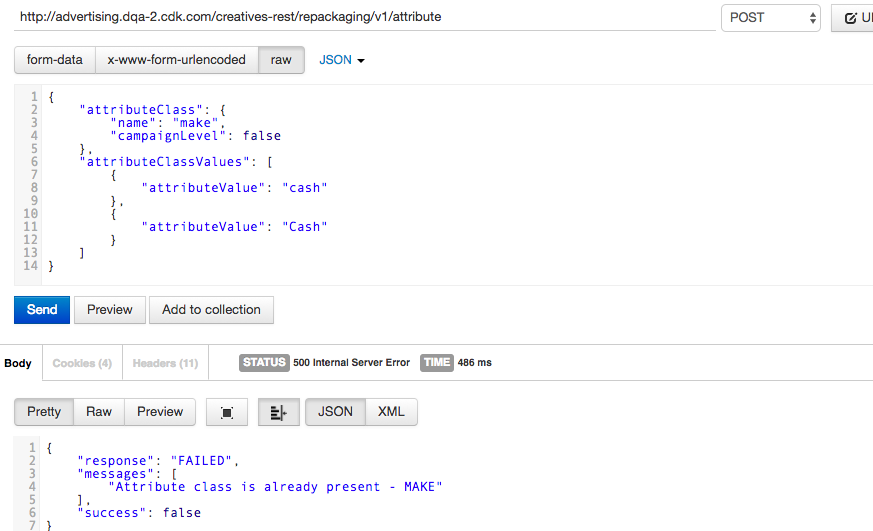 http://advertising.dqa-2.cdk.com/creatives-rest/repackaging/v1/attribute POST
form-data x-www-form-urlencoded raw JSON
1 {
2 "attributeClass": {
3 "name": "make",
4 "campaignLevel": false
5 },
6 "attributeClassValues": [
7 {
8 "attributeValue": "cash"
9 },
10 {
11 "attributeValue": "Cash"
12 }
13 ]
14 }
Send Preview Add to collection
Body Cookies (4) Headers (11) STATUS 500 Internal Server Error TIME 486 ms
Pretty Raw Preview JSON XML
1 {
2 "response": "FAILED",
3 "messages": [
4 "Attribute class is already present - MAKE"
5 ],
6 "success": false
7 }